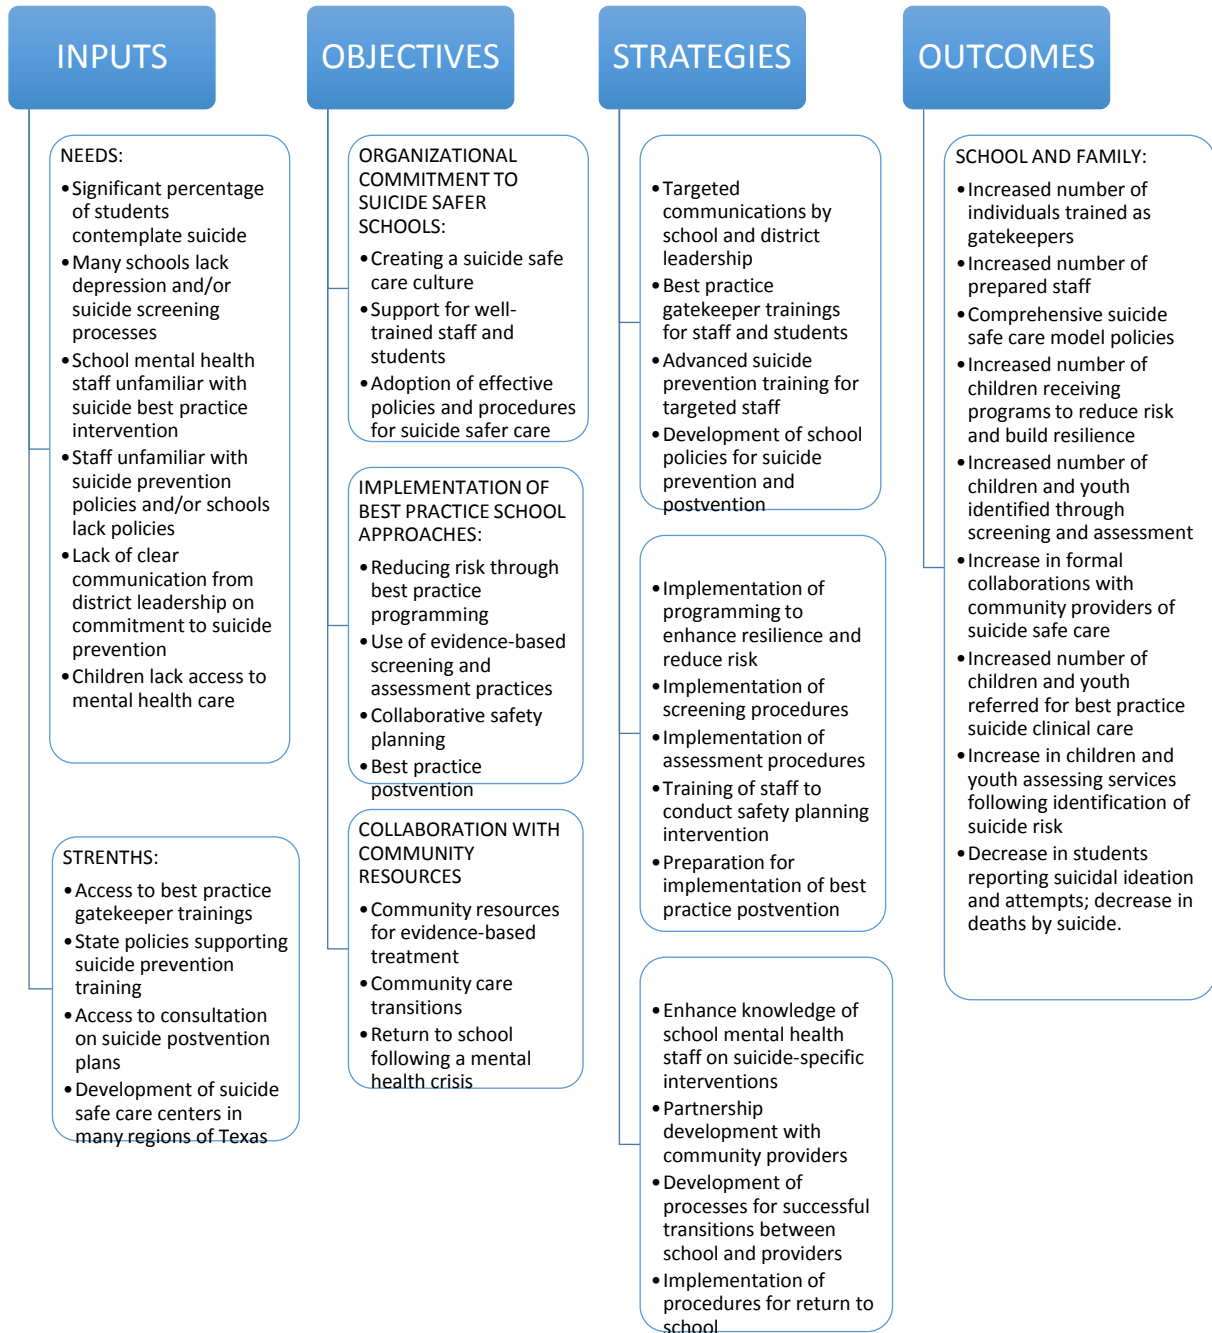 INPUTS
NEEDS:
•Significant percentage
of students
contemplate suicide
•Many schools lack
depression and/or
suicide screening
processes
•School mental health
staff unfamiliar with
suicide best practice
intervention
•Staff unfamiliar with
suicide prevention
policies and/or schools
lack policies
•Lack of clear
communication from
district leadership on
commitment to suicide
prevention
•Children lack access to
mental health care
STRENTHS:
•Access to best practice
gatekeeper trainings
•State policies supporting
suicide prevention
training
•Access to consultation
on suicide postvention
plans
•Development of suicide
safe care centers in
many regions of Texas
OBJECTIVES
ORGANIZATIONAL
COMMITMENT TO
SUICIDE SAFER
SCHOOLS:
•Creating a suicide safe
care culture
•Support for well-
trained staff and
students
•Adoption of effective
policies and procedures
for suicide safer care
IMPLEMENTATION OF
BEST PRACTICE SCHOOL
APPROACHES:
•Reducing risk through
best practice
programming
•Use of evidence-based
screening and
assessment practices
•Collaborative safety
planning
•Best practice
postvention
COLLABORATION WITH
COMMUNITY
RESOURCES
•Community resources
for evidence-based
treatment
•Community care
transitions
•Return to school
following a mental
health crisis
STRATEGIES
•Targeted
communications by
school and district
leadership
•Best practice
gatekeeper trainings
for staff and students
•Advanced suicide
prevention training for
targeted staff
•Development of school
policies for suicide
prevention and
postvention
•Implementation of
programming to
enhance resilience and
reduce risk
•Implementation of
screening procedures
•Implementation of
assessment procedures
•Training of staff to
conduct safety planning
intervention
•Preparation for
implementation of best
practice postvention
•Enhance knowledge of
school mental health
staff on suicide-specific
interventions
•Partnership
development with
community providers
•Development of
processes for successful
transitions between
school and providers
•Implementation of
procedures for return to
school
OUTCOMES
SCHOOL AND FAMILY:
•Increased number of
individuals trained as
gatekeepers
•Increased number of
prepared staff
•Comprehensive suicide
safe care model policies
•Increased number of
children receiving
programs to reduce risk
and build resilience
•Increased number of
children and youth
identified through
screening and assessment
•Increase in formal
collaborations with
community providers of
suicide safe care
•Increased number of
children and youth
referred for best practice
suicide clinical care
•Increase in children and
youth assessing services
following identification of
suicide risk
•Decrease in students
reporting suicidal ideation
and attempts; decrease in
deaths by suicide.